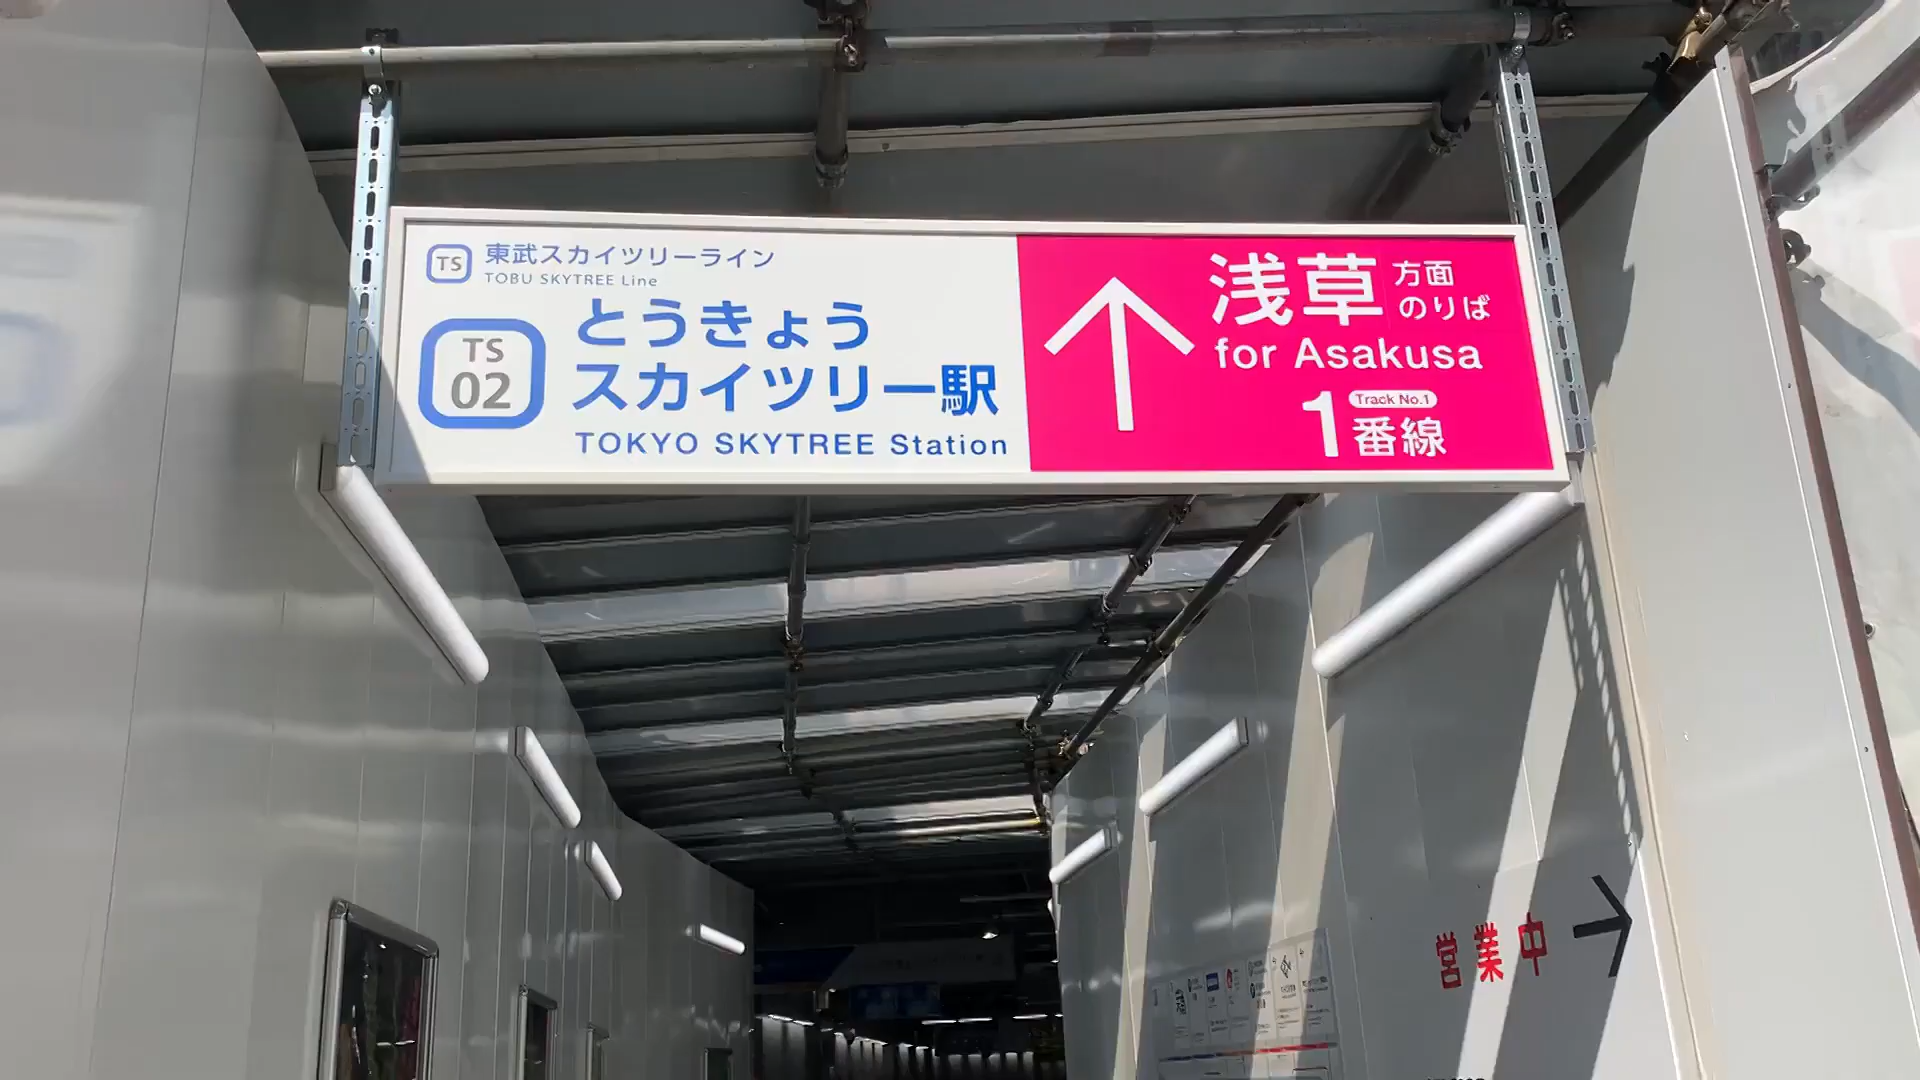 TS 東武スカイツリーライン
TOBU SKYTREE Line
TS
02
とうきょう
スカイツリー駅
TOKYO SKYTREE Station
浅草 方面
のりば
for Asakusa
1 Track No.1
番線
営業中